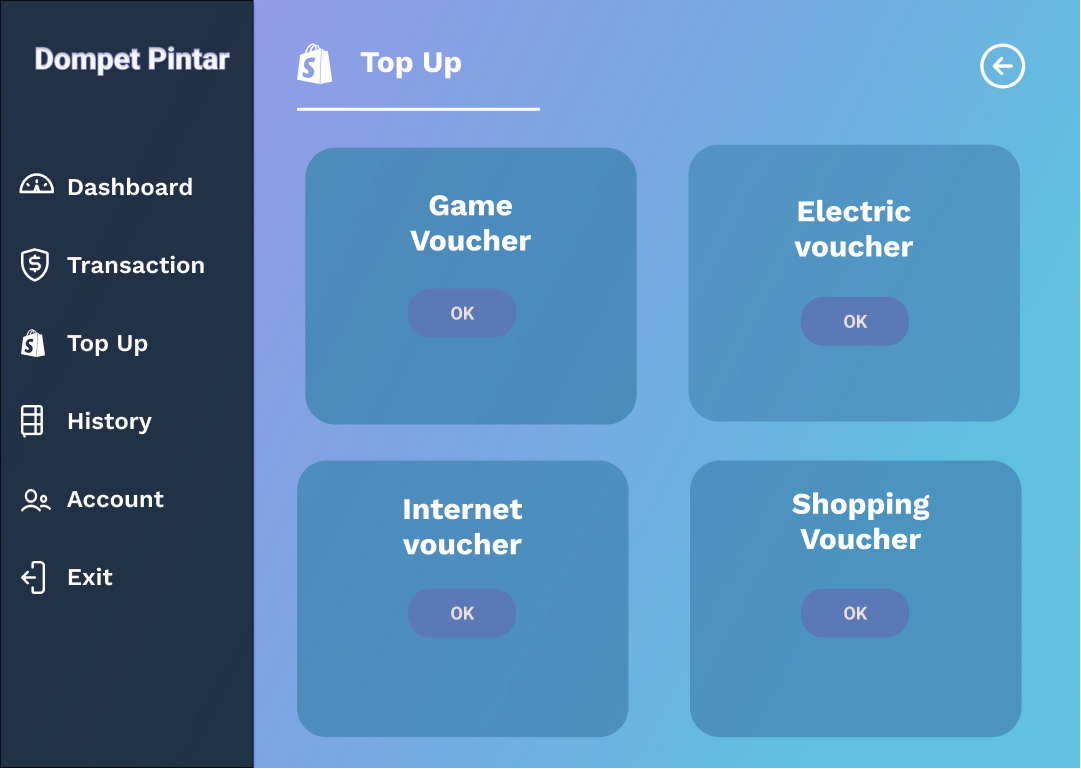 Dompet Pintar
Dashboard
Transaction
Top Up
History
Account
Exit
Top Up
Game
Voucher
OK
Electric
voucher
OK
Internet
voucher
OK
Shopping
Voucher
OK